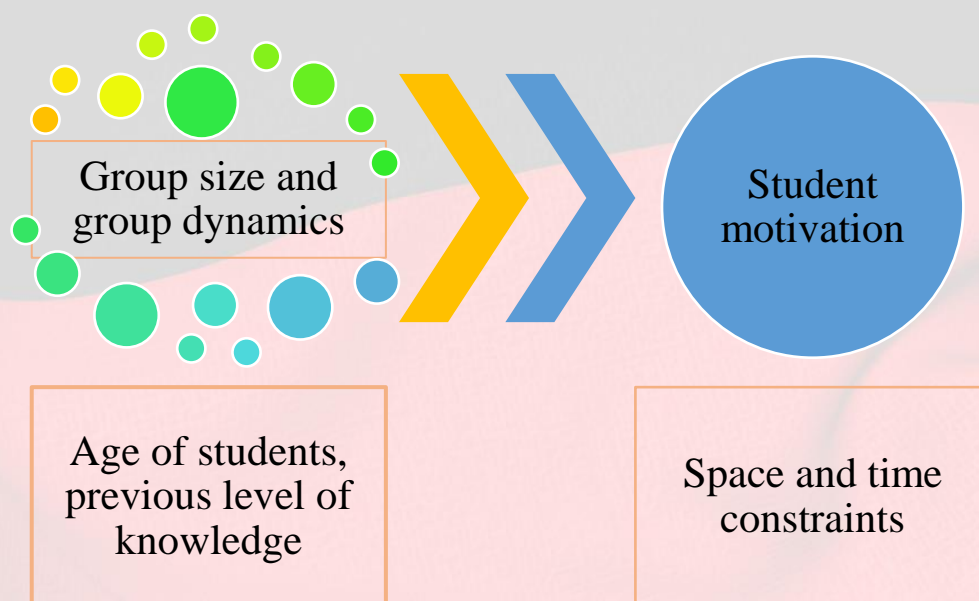 Group size and
group dynamics
Student
motivation
Age of students,
previous level of
knowledge
Space and time
constraints